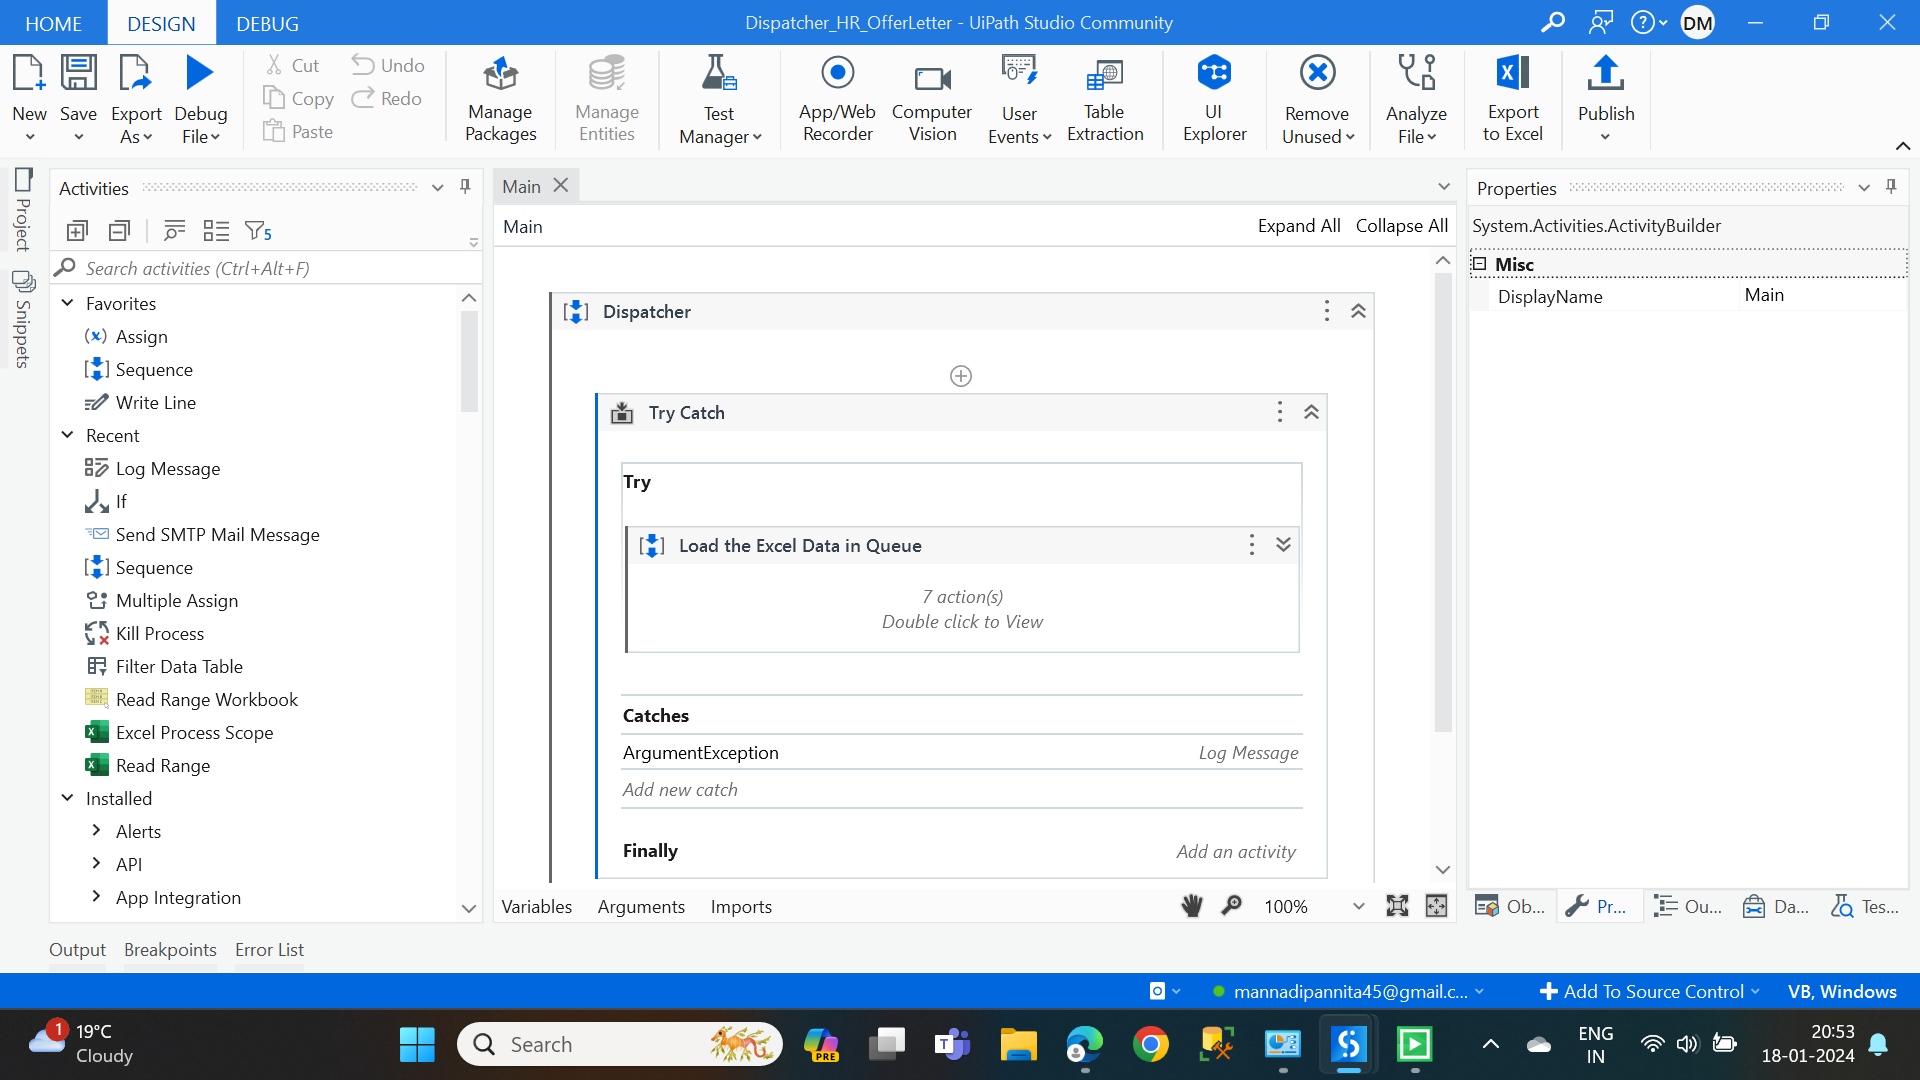 HOME DESIGN DEBUG
Dispatcher_HR_OfferLetter - UiPath Studio Community
DM
New
Save
Export As
Debug File
Cut
Copy
Paste
Undo
Redo
Manage Packages
Manage Entities
Test Manager
App/Web Recorder
Computer Vision
User Events
Table Extraction
UI Explorer
Remove Unused
Analyze File
Export to Excel
Publish
Project
Snippets
Activities
5
Search activities (Ctrl+Alt+F)
Favorites
Assign
Sequence
Write Line
Recent
Log Message
If
Send SMTP Mail Message
Sequence
Multiple Assign
Kill Process
Filter Data Table
Read Range Workbook
Excel Process Scope
Read Range
Installed
Alerts
API
App Integration
Main
Main
Expand All Collapse All
Dispatcher
Try Catch
Try
Load the Excel Data in Queue
7 action(s)
Double click to View
Catches
ArgumentException Log Message
Add new catch
Finally Add an activity
Variables Arguments Imports
100%
Properties
System.Activities.ActivityBuilder
Misc
DisplayName Main
Ob... Pr... Ou... Da... Tes...
Output Breakpoints Error List
mannadipannita45@gmail.c...
Add To Source Control
VB, Windows
1
19°C
Cloudy
Search
PRE
ENG
IN
20:53
18-01-2024